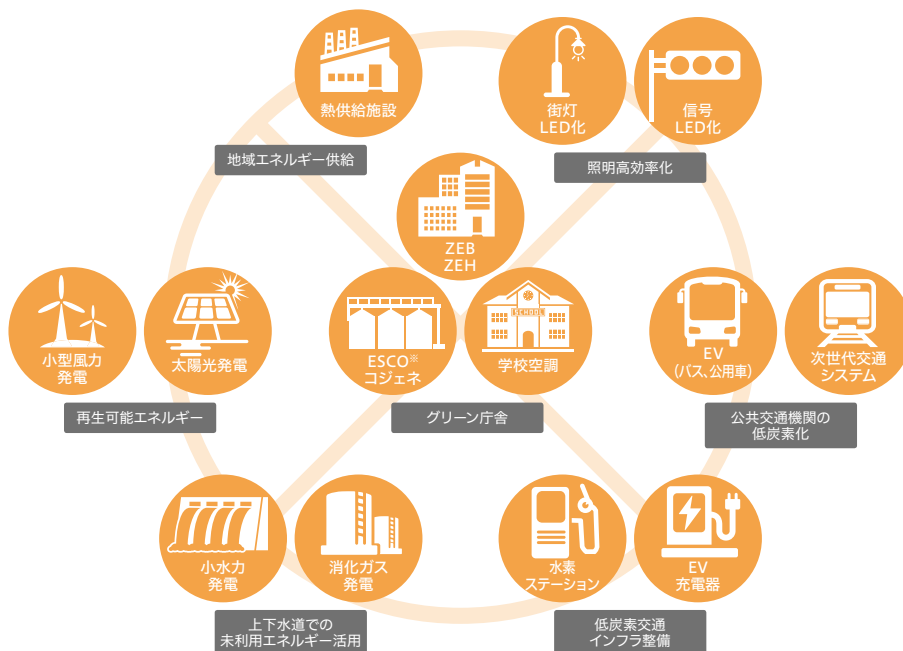 熱供給施設
地域エネルギー供給
街灯
LED化
信号
LED化
照明高効率化
ZEB
ZEH
ESCO※
コジェネ
SCHOOL
学校空調
グリーン庁舎
小型風力
発電
太陽光発電
再生可能エネルギー
EV
(バス、公用車)
次世代交通
システム
公共交通機関の
低炭素化
小水力
発電
消化ガス
発電
上下水道での
未利用エネルギー活用
水素
ステーション
EV
充電器
低炭素交通
インフラ整備